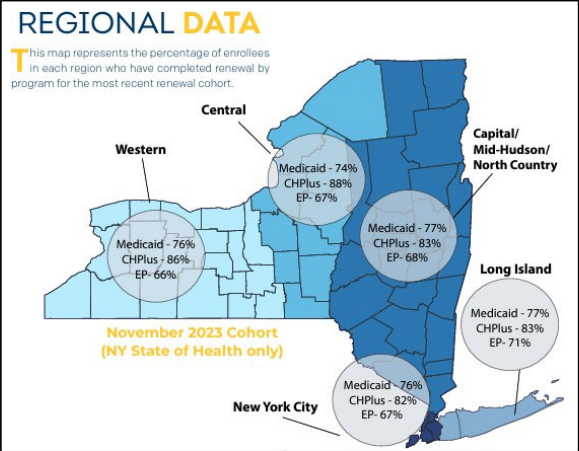 REGIONAL DATA
This map represents the percentage of enrollees
in each region who have completed renewal by
program for the most recent renewal cohort.
Central
Medicaid - 74%
CHPlus - 88%
EP- 67%
Western
Medicaid - 76%
CHPlus - 86%
EP- 66%
Capital/
Mid-Hudson/
North Country
Medicaid - 77%
CHPlus - 83%
EP- 68%
Long Island
Medicaid - 77%
CHPlus - 83%
EP- 71%
November 2023 Cohort
(NY State of Health only)
New York City
Medicaid - 76%
CHPlus - 82%
EP- 67%